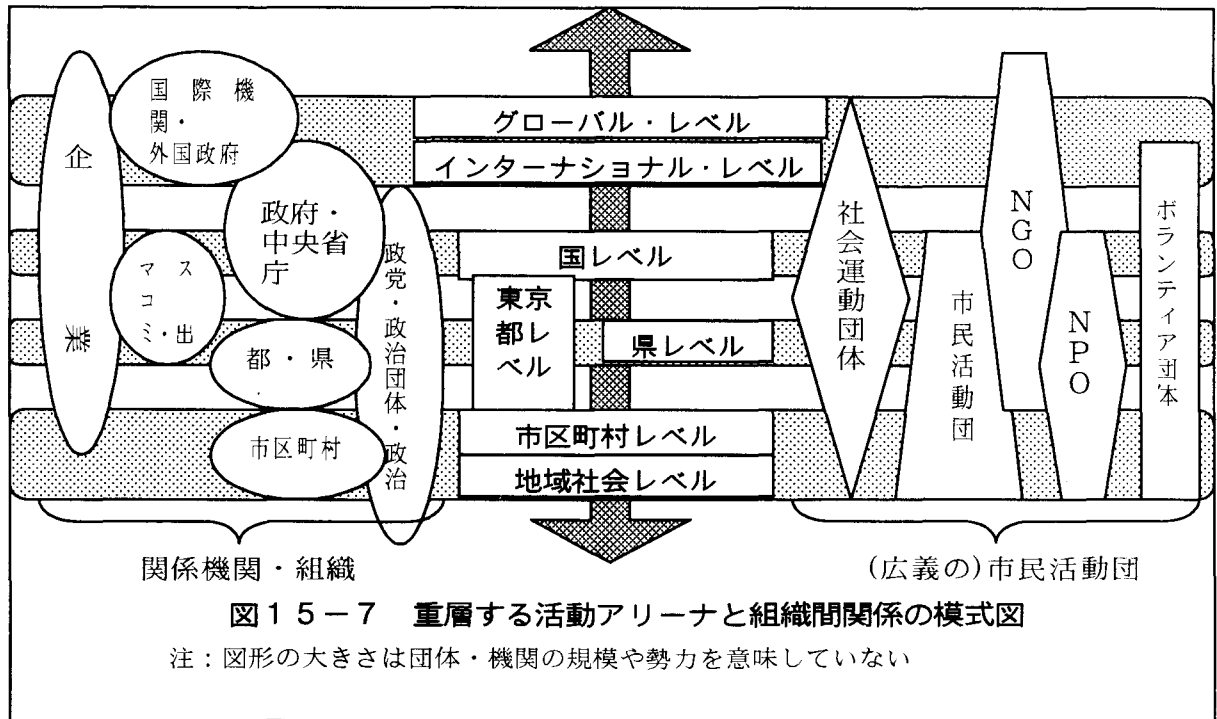 企業
国際機
関・
外国政府
政府・
中央省
庁
マス
コ
ミ・出
都・県
市区町村
政党・政治団体・政治
グローバル・レベル
インターナショナル・レベル
国レベル
東京
都レ
ベル
県レベル
市区町村レベル
地域社会レベル
社会運動団体
市民活動団
NGO
NPO
ボランティア団体
関係機関・組織
(広義の)市民活動団
図15-7 重層する活動アリーナと組織間関係の模式図
注：図形の大きさは団体・機関の規模や勢力を意味していない